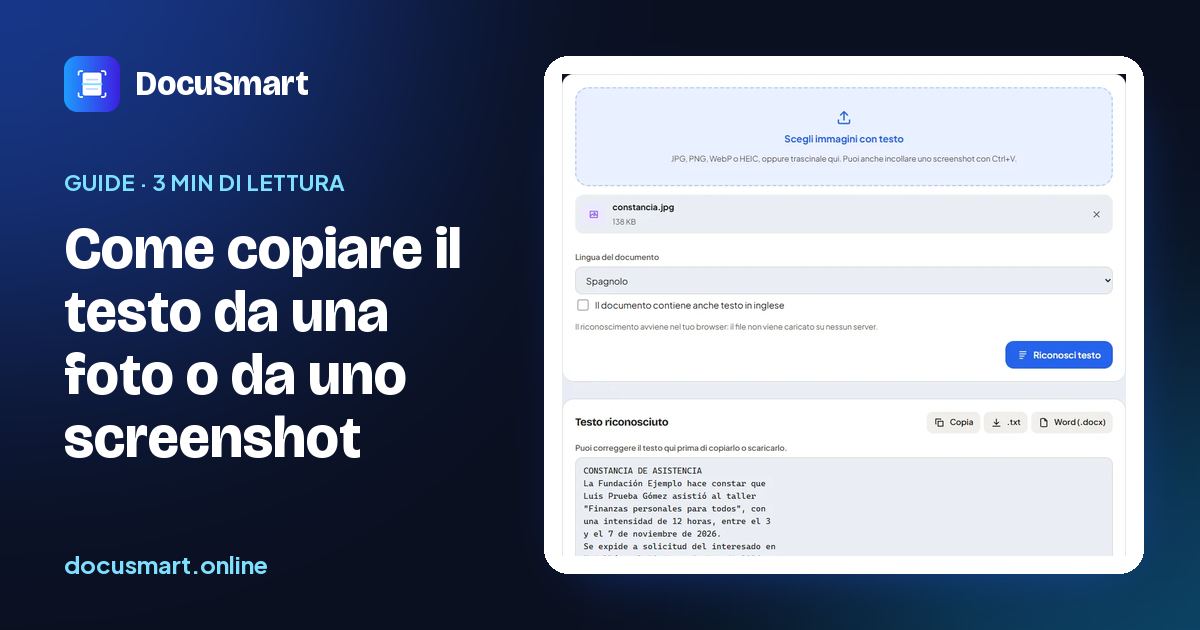 DocuSmart
GUIDE · 3 MIN DI LETTURA
Come copiare il
testo da una
foto o da uno
screenshot
docusmart.online
Scegli immagini con testo
JPG, PNG, WebP o HEIC, oppure trascinale qui. Puoi anche incollare uno screenshot con Ctrl+V.
constancia.jpg
138 KB
Lingua del documento
Spagnolo
Il documento contiene anche testo in inglese
Il riconoscimento avviene nel tuo browser: il file non viene caricato su nessun server.
Riconosci testo
Testo riconosciuto
Copia
.txt
Word (.docx)
Puoi correggere il testo qui prima di copiarlo o scaricarlo.
CONSTANCIA DE ASISTENCIA
La Fundación Ejemplo hace constar que
Luis Prueba Gómez asistió al taller
"Finanzas personales para todos", con
una intensidad de 12 horas, entre el 3
y el 7 de noviembre de 2026.
Se expide a solicitud del interesado en